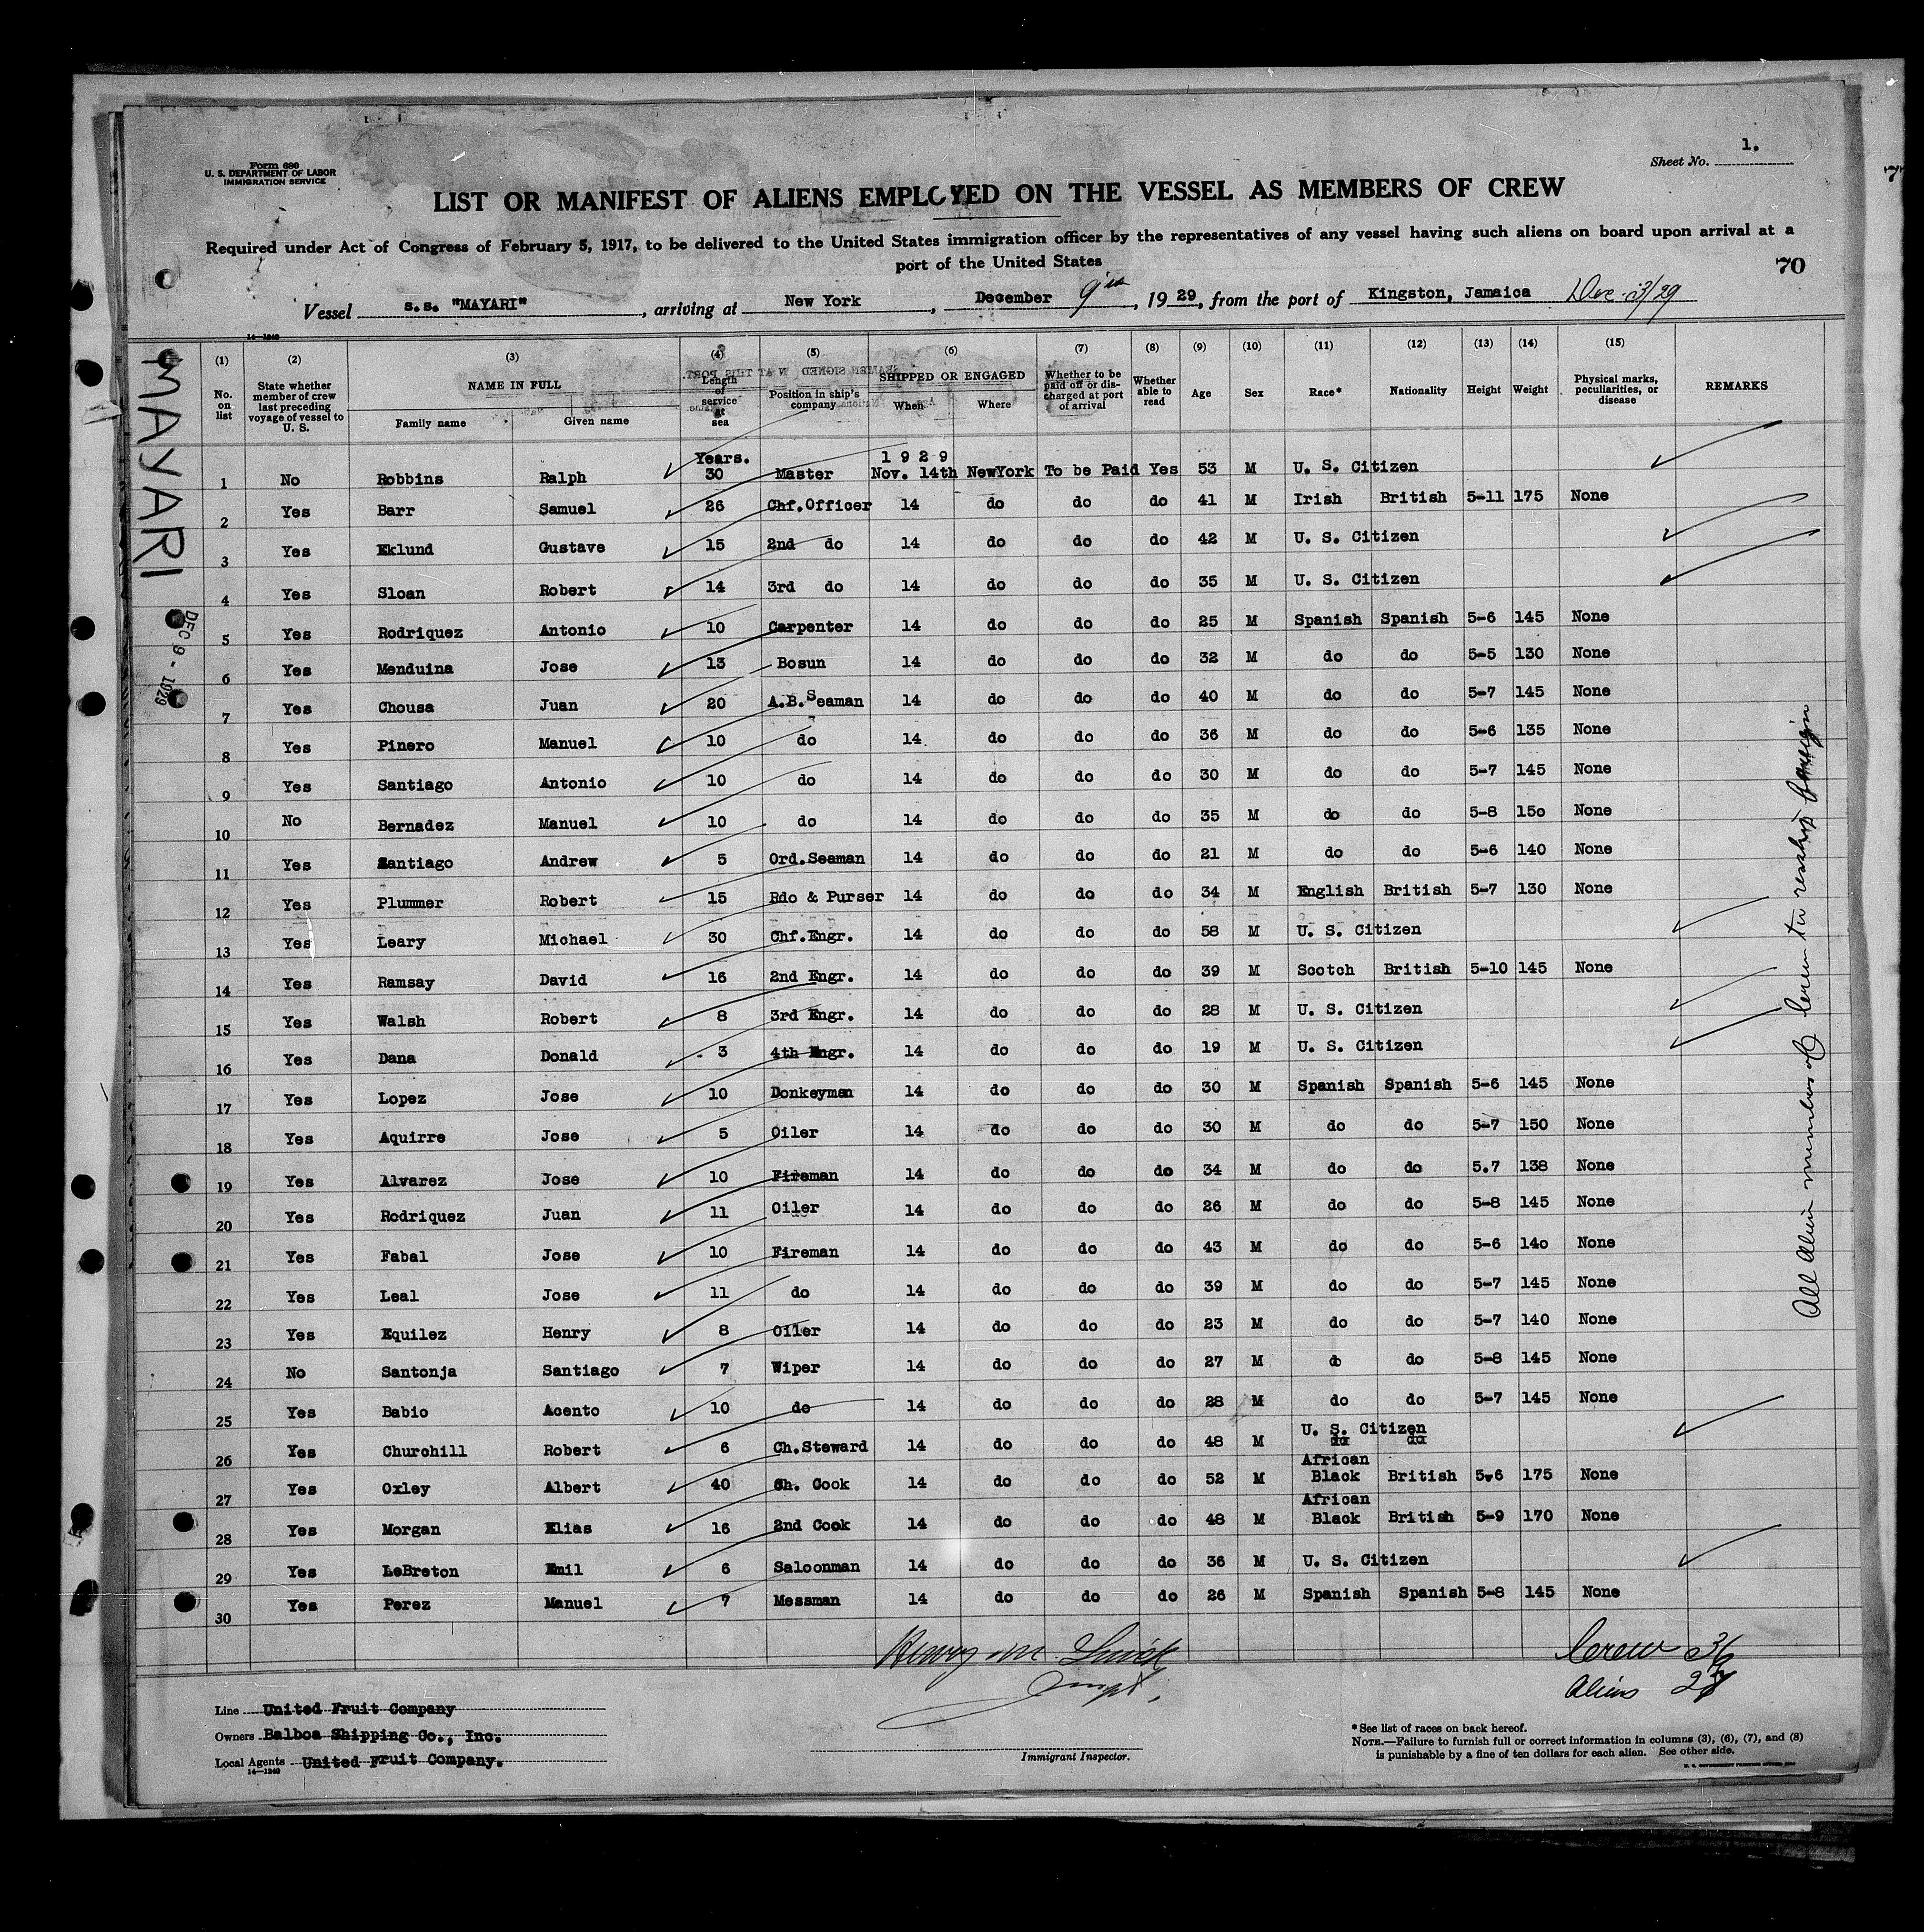 Form 680
U. S. DEPARTMENT OF LABOR
IMMIGRATION SERVICE
Sheet No. 1.
LIST OR MANIFEST OF ALIENS EMPLOYED ON THE VESSEL AS MEMBERS OF CREW
Required under Act of Congress of February 5, 1917, to be delivered to the United States immigration officer by the representatives of any vessel having such aliens on board upon arrival at a
port of the United States
70
Vessel s.s. "MAYARI", arriving at New York, December 9th, 1929, from the port of Kingston, Jamaica Dec. 3/29
14—1240
MAYARI
DEC 9 - 1929
(1) (2) (3) (4) (5) (6) (7) (8) (9) (10) (11) (12) (13) (14) (15)
No. on list State whether member of crew last preceding voyage of vessel to U. S. NAME IN FULL Family name Given name Length of service at sea Position in ship's company SHIPPED OR ENGAGED When Where Whether to be paid off or discharged at port of arrival Whether able to read Age Sex Race* Nationality Height Weight Physical marks, peculiarities, or disease REMARKS
Years. 1929
1 No Robbins Ralph 30 Master Nov. 14th NewYork To be Paid Yes 53 M U. S. Citizen
2 Yes Barr Samuel 26 Chf.Officer 14 do do do 41 M Irish British 5-11 175 None
3 Yes Eklund Gustave 15 2nd do 14 do do do 42 M U. S. Citizen
4 Yes Sloan Robert 14 3rd do 14 do do do 35 M U. S. Citizen
5 Yes Rodriquez Antonio 10 Carpenter 14 do do do 25 M Spanish Spanish 5-6 145 None
6 Yes Menduina Jose 13 Bosun 14 do do do 32 M do do 5-5 130 None
7 Yes Chousa Juan 20 A.B.Seaman 14 do do do 40 M do do 5-7 145 None
8 Yes Pinero Manuel 10 do 14. do do do 36 M do do 5-6 135 None
9 Yes Santiago Antonio 10 do 14 do do do 30 M do do 5-7 145 None
10 No Bernadez Manuel 10 do 14 do do do 35 M do do 5-8 15o None
11 Yes Santiago Andrew 5 Ord.Seaman 14 do do do 21 M do do 5-6 140 None
12 Yes Plummer Robert 15 Rdo & Purser 14 do do do 34 M English British 5-7 130 None
13 Yes Leary Michael 30 Chf.Engr. 14 do do do 58 M U. S. Citizen
14 Yes Ramsay David 16 2nd Engr. 14 do do do 39 M Scotch British 5-10 145 None
15 Yes Walsh Robert 8 3rd Engr. 14 do do do 28 M U. S. Citizen
16 Yes Dana Donald 3 4th Engr. 14 do do do 19 M U. S. Citizen
17 Yes Lopez Jose 10 Donkeyman 14 do do do 30 M Spanish Spanish 5-6 145 None
18 Yes Aquirre Jose 5 Oiler 14 do do do 30 M do do 5-7 150 None
19 Yes Alvarez Jose 10 Fireman 14 do do do 34 M do do 5.7 138 None
20 Yes Rodriquez Juan 11 Oiler 14 do do do 26 M do do 5-8 145 None
21 Yes Fabal Jose 10 Fireman 14 do do do 43 M do do 5-6 14o None
22 Yes Leal Jose 11 do 14 do do do 39 M do do 5-7 145 None
23 Yes Equilez Henry 8 Oiler 14 do do do 23 M do do 5-7 140 None
24 No Santonja Santiago 7 Wiper 14 do do do 27 M do do 5-8 145 None
25 Yes Babio Acento 10 do 14 do do do 28 M do do 5-7 145 None
26 Yes Churchill Robert 6 Ch.Steward 14 do do do 48 M U. S. Citizen
27 Yes Oxley Albert 40 Ch. Cook 14 do do do 52 M African Black British 5-6 175 None
28 Yes Morgan Elias 16 2nd Cook 14 do do do 48 M African Black British 5-9 170 None
29 Yes LeBreton Emil 6 Saloonman 14 do do do 36 M U. S. Citizen
30 Yes Perez Manuel 7 Messman 14 do do do 26 M Spanish Spanish 5-8 145 None
All Alien members of Crew to reship foreign
Henry M
Crew 36
Aliens
Line United Fruit Company
Owners Balboa Shipping Co., Inc.
Local Agents United Fruit Company.
14—1240
Immigrant Inspector.
*See list of races on back hereof.
NOTE.—Failure to furnish full or correct information in columns (3), (6), (7), and (8)
is punishable by a fine of ten dollars for each alien. See other side.